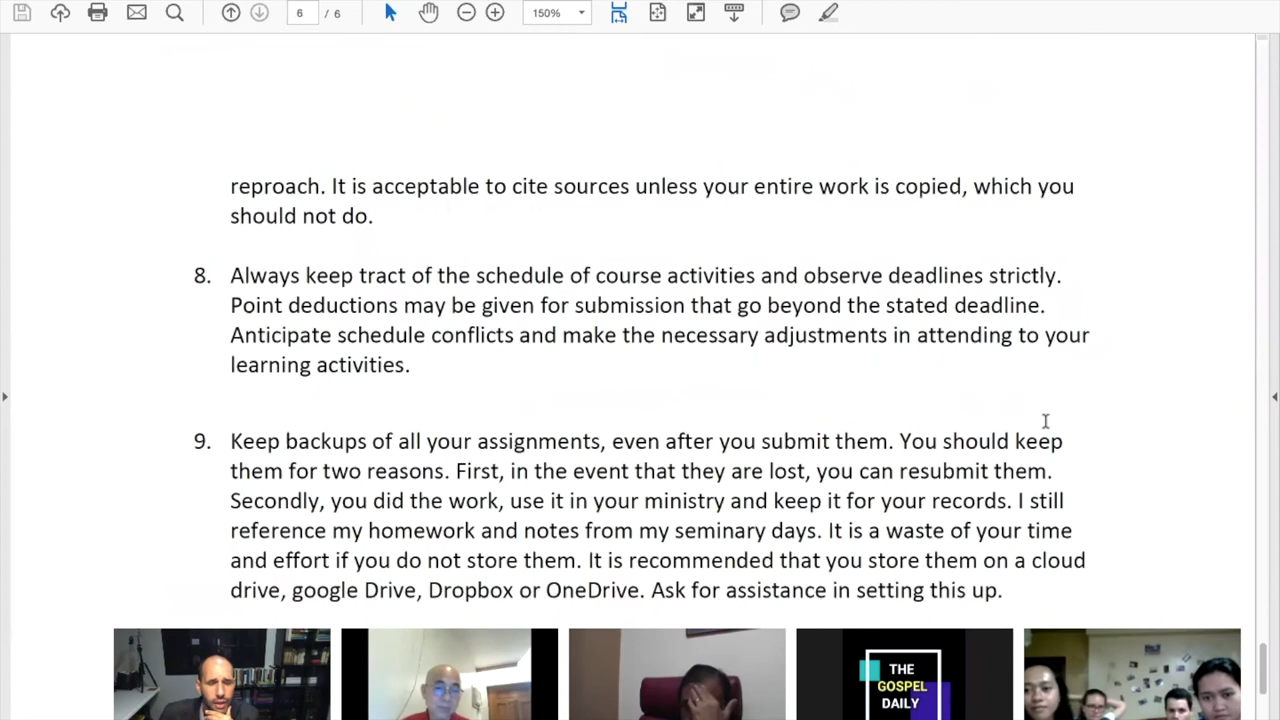 6 / 6
150%
reproach. It is acceptable to cite sources unless your entire work is copied, which you
should not do.
8. Always keep tract of the schedule of course activities and observe deadlines strictly.
Point deductions may be given for submission that go beyond the stated deadline.
Anticipate schedule conflicts and make the necessary adjustments in attending to your
learning activities.
9. Keep backups of all your assignments, even after you submit them. You should keep
them for two reasons. First, in the event that they are lost, you can resubmit them.
Secondly, you did the work, use it in your ministry and keep it for your records. I still
reference my homework and notes from my seminary days. It is a waste of your time
and effort if you do not store them. It is recommended that you store them on a cloud
drive, google Drive, Dropbox or OneDrive. Ask for assistance in setting this up.
THE
GOSPEL
DAILY